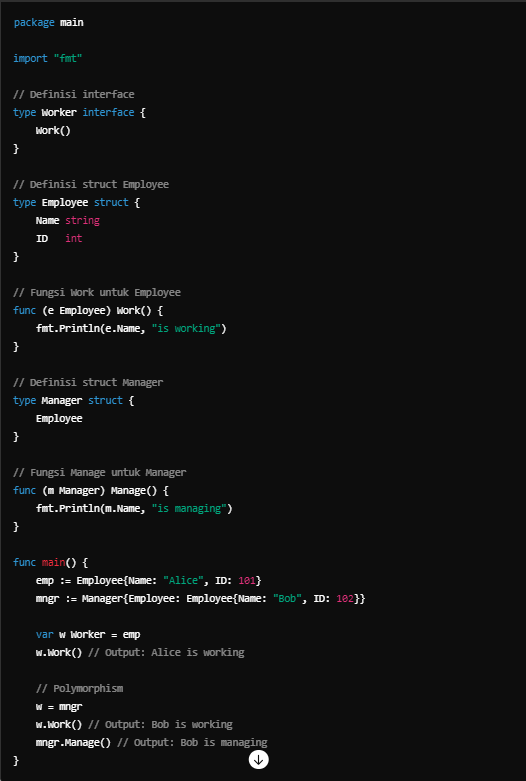 package main
import "fmt"
// Definisi interface
type Worker interface {
    Work()
}
// Definisi struct Employee
type Employee struct {
    Name string
    ID   int
}
// Fungsi Work untuk Employee
func (e Employee) Work() {
    fmt.Println(e.Name, "is working")
}
// Definisi struct Manager
type Manager struct {
    Employee
}
// Fungsi Manage untuk Manager
func (m Manager) Manage() {
    fmt.Println(m.Name, "is managing")
}
func main() {
    emp := Employee{Name: "Alice", ID: 101}
    mngr := Manager{Employee: Employee{Name: "Bob", ID: 102}}
    var w Worker = emp
    w.Work() // Output: Alice is working
    // Polymorphism
    w = mngr
    w.Work() // Output: Bob is working
    mngr.Manage() // Output: Bob is managing
}